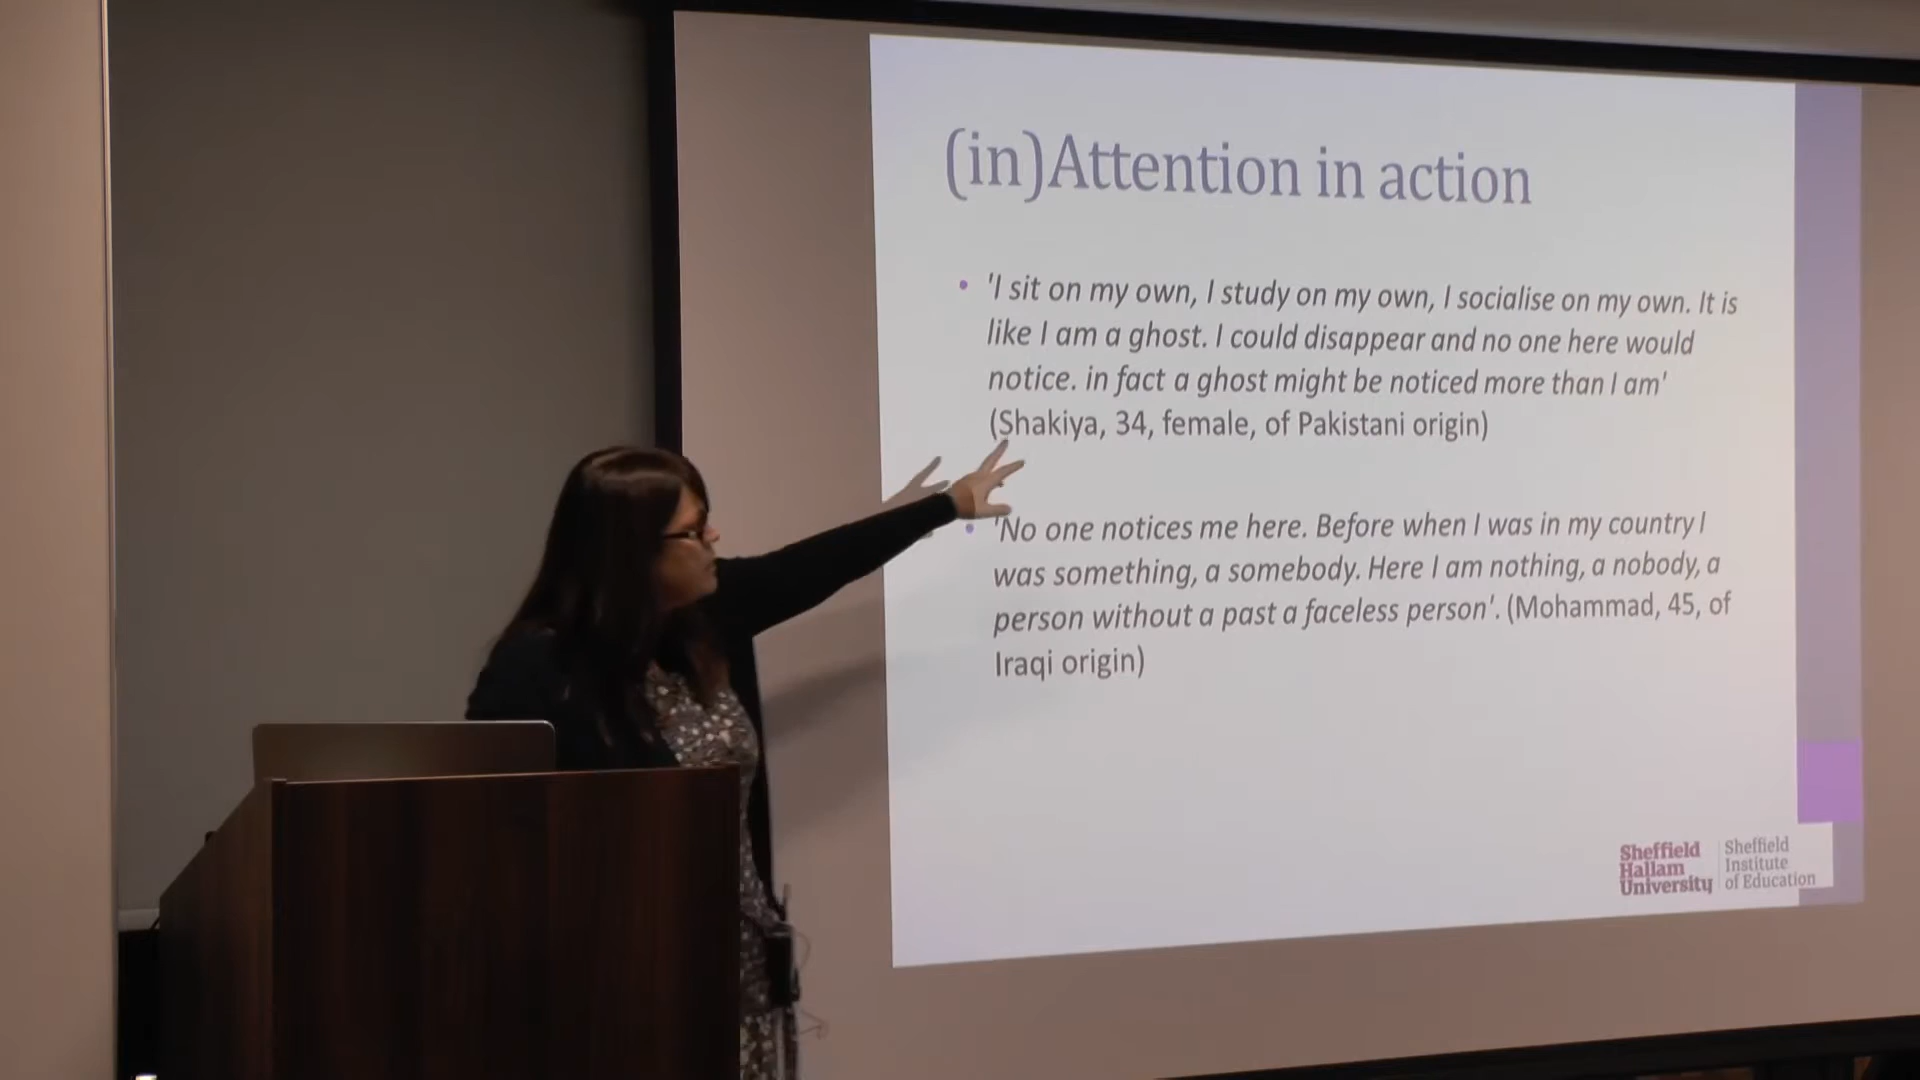 (in)Attention in action
• 'I sit on my own, I study on my own, I socialise on my own. It is
like I am a ghost. I could disappear and no one here would
notice. in fact a ghost might be noticed more than I am'
(Shakiya, 34, female, of Pakistani origin)
• 'No one notices me here. Before when I was in my country I
was something, a somebody. Here I am nothing, a nobody, a
person without a past a faceless person'. (Mohammad, 45, of
Iraqi origin)
Sheffield
Hallam
University
Sheffield
Institute
of Education